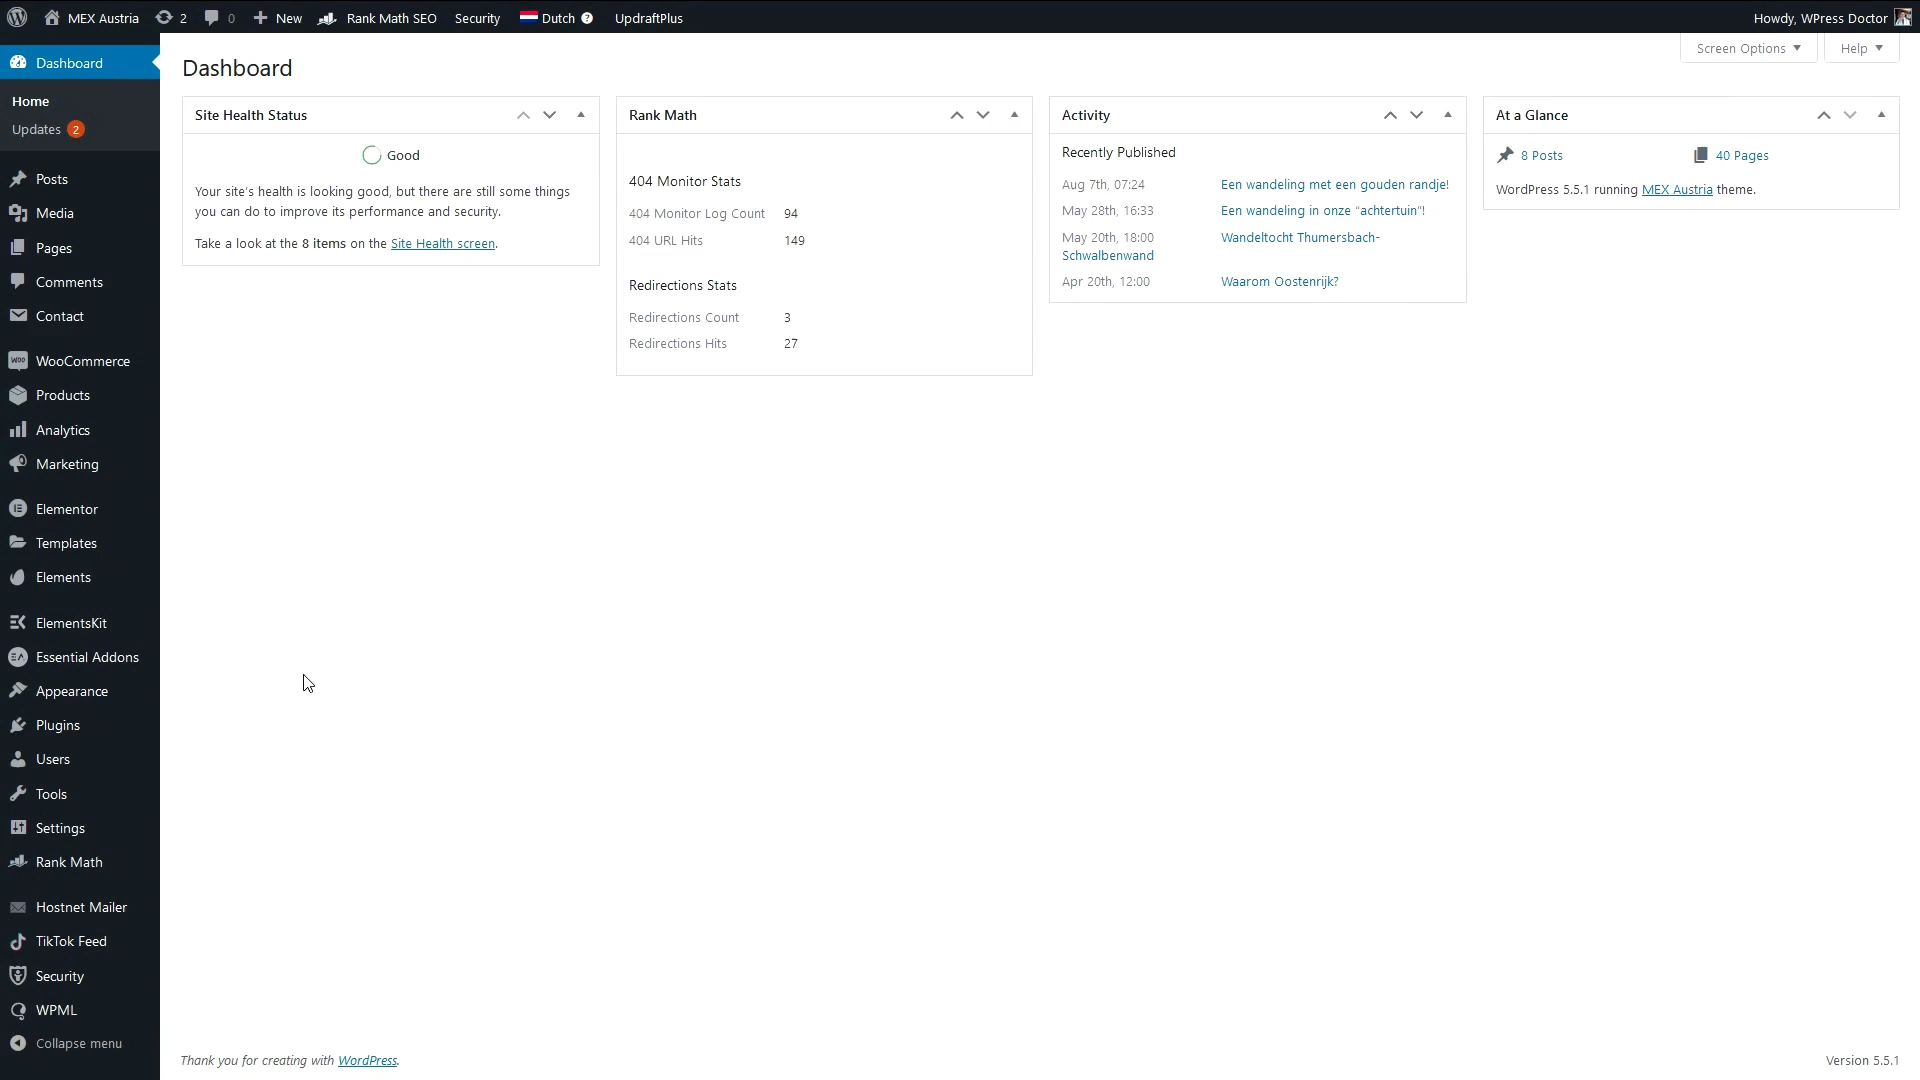 MEX Austria 2 0 New Rank Math SEO Security Dutch UpdraftPlus Howdy, WPress Doctor
Dashboard
Home
Updates 2
Posts
Media
Pages
Comments
Contact
WooCommerce
Products
Analytics
Marketing
Elementor
Templates
Elements
ElementsKit
Essential Addons
Appearance
Plugins
Users
Tools
Settings
Rank Math
Hostnet Mailer
TikTok Feed
Security
WPML
Collapse menu
Screen Options Help
Dashboard
Site Health Status
Good
Your site's health is looking good, but there are still some things
you can do to improve its performance and security.
Take a look at the 8 items on the Site Health screen.
Rank Math
404 Monitor Stats
404 Monitor Log Count 94
404 URL Hits 149
Redirections Stats
Redirections Count 3
Redirections Hits 27
Activity
Recently Published
Aug 7th, 07:24 Een wandeling met een gouden randje!
May 28th, 16:33 Een wandeling in onze “achtertuin”!
May 20th, 18:00 Wandeltocht Thumersbach-
Schwalbenwand
Apr 20th, 12:00 Waarom Oostenrijk?
At a Glance
8 Posts 40 Pages
WordPress 5.5.1 running MEX Austria theme.
Thank you for creating with WordPress.
Version 5.5.1